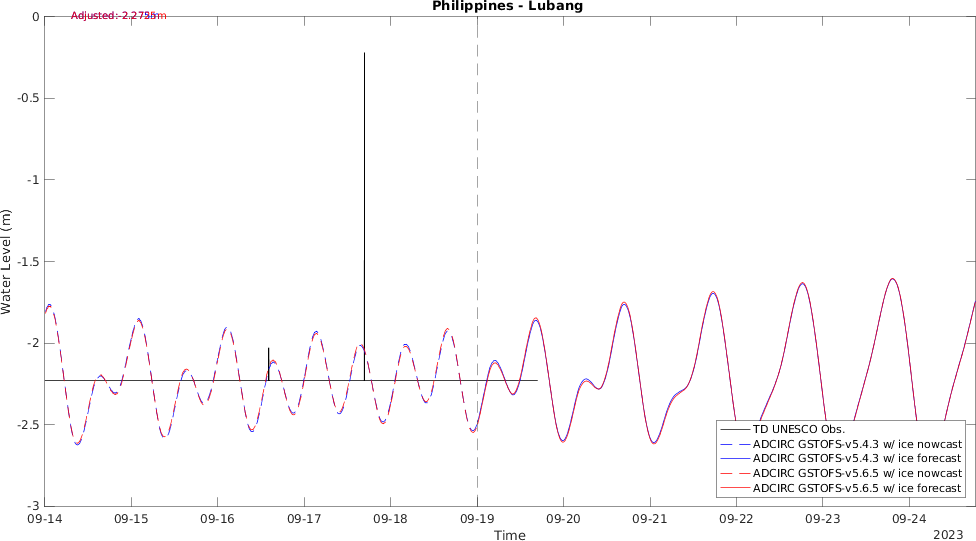 Philippines - Lubang
Adjusted:-2.2
0
-0.5
-1
-1.5
-2
-2.5
-3
Water Level (m)
09-14 09-15 09-16 09-17 09-18 09-19 09-20 09-21 09-22 09-23 09-24
Time
2023
TD UNESCO Obs.
ADCIRC GSTOFS-v5.4.3 w/ ice nowcast
ADCIRC GSTOFS-v5.4.3 w/ ice forecast
ADCIRC GSTOFS-v5.6.5 w/ ice nowcast
ADCIRC GSTOFS-v5.6.5 w/ ice forecast